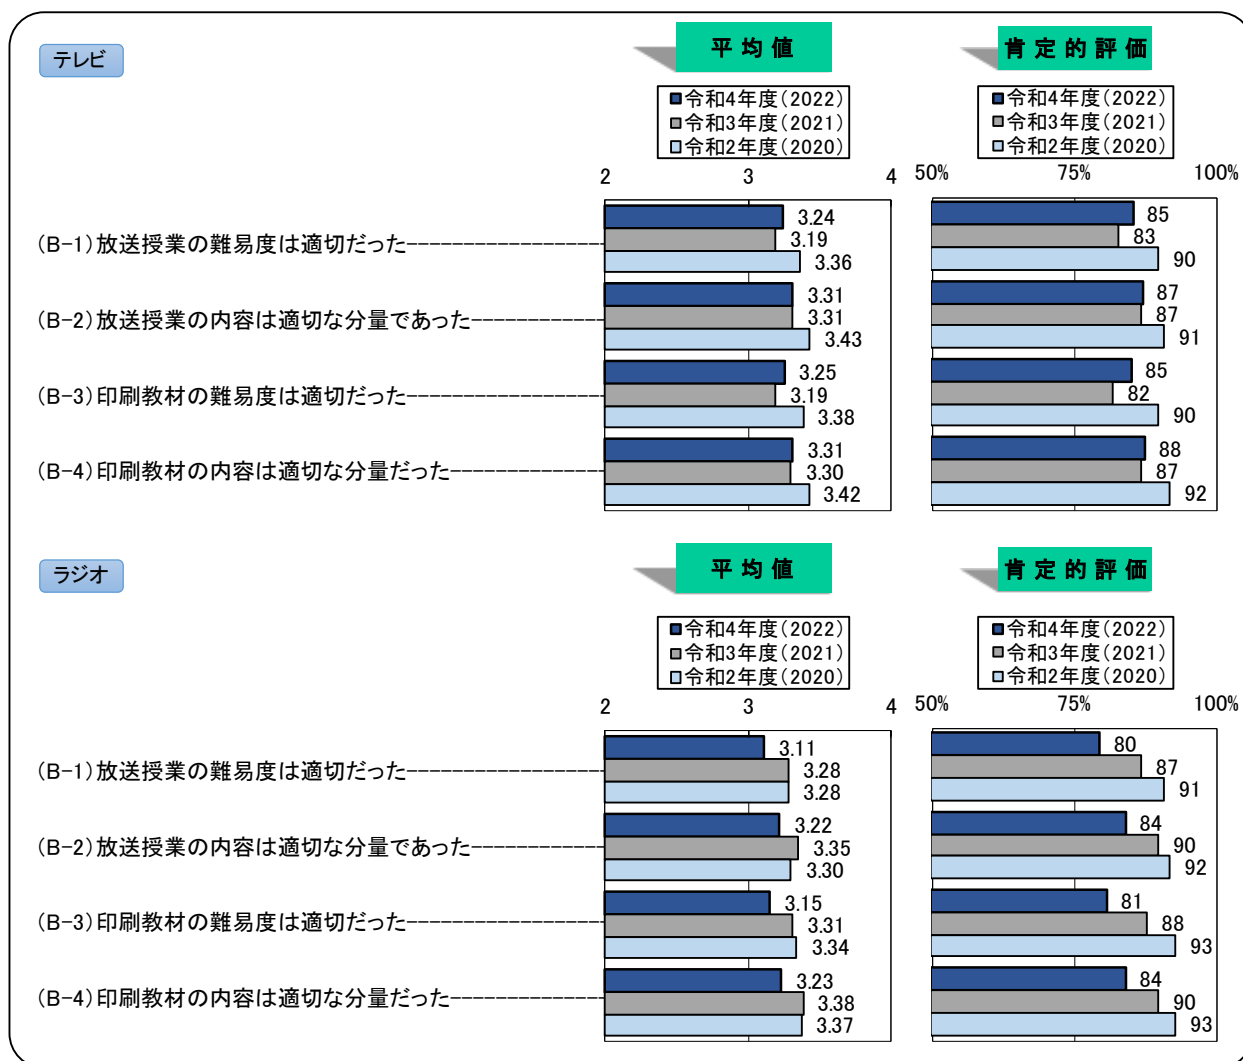 テレビ
平均値
肯定的評価
■令和4年度(2022)
■令和3年度(2021)
□令和2年度(2020)
■令和4年度(2022)
■令和3年度(2021)
□令和2年度(2020)
2 3 4
50% 75% 100%
(B-1)放送授業の難易度は適切だった
3.24
3.19
3.36
85
83
90
(B-2)放送授業の内容は適切な分量であった
3.31
3.31
3.43
87
87
91
(B-3)印刷教材の難易度は適切だった
3.25
3.19
3.38
85
82
90
(B-4)印刷教材の内容は適切な分量だった
3.31
3.30
3.42
88
87
92
ラジオ
平均値
肯定的評価
■令和4年度(2022)
■令和3年度(2021)
□令和2年度(2020)
■令和4年度(2022)
■令和3年度(2021)
□令和2年度(2020)
2 3 4
50% 75% 100%
(B-1)放送授業の難易度は適切だった
3.11
3.28
3.28
80
87
91
(B-2)放送授業の内容は適切な分量であった
3.22
3.35
3.30
84
90
92
(B-3)印刷教材の難易度は適切だった
3.15
3.31
3.34
81
88
93
(B-4)印刷教材の内容は適切な分量だった
3.23
3.38
3.37
84
90
93